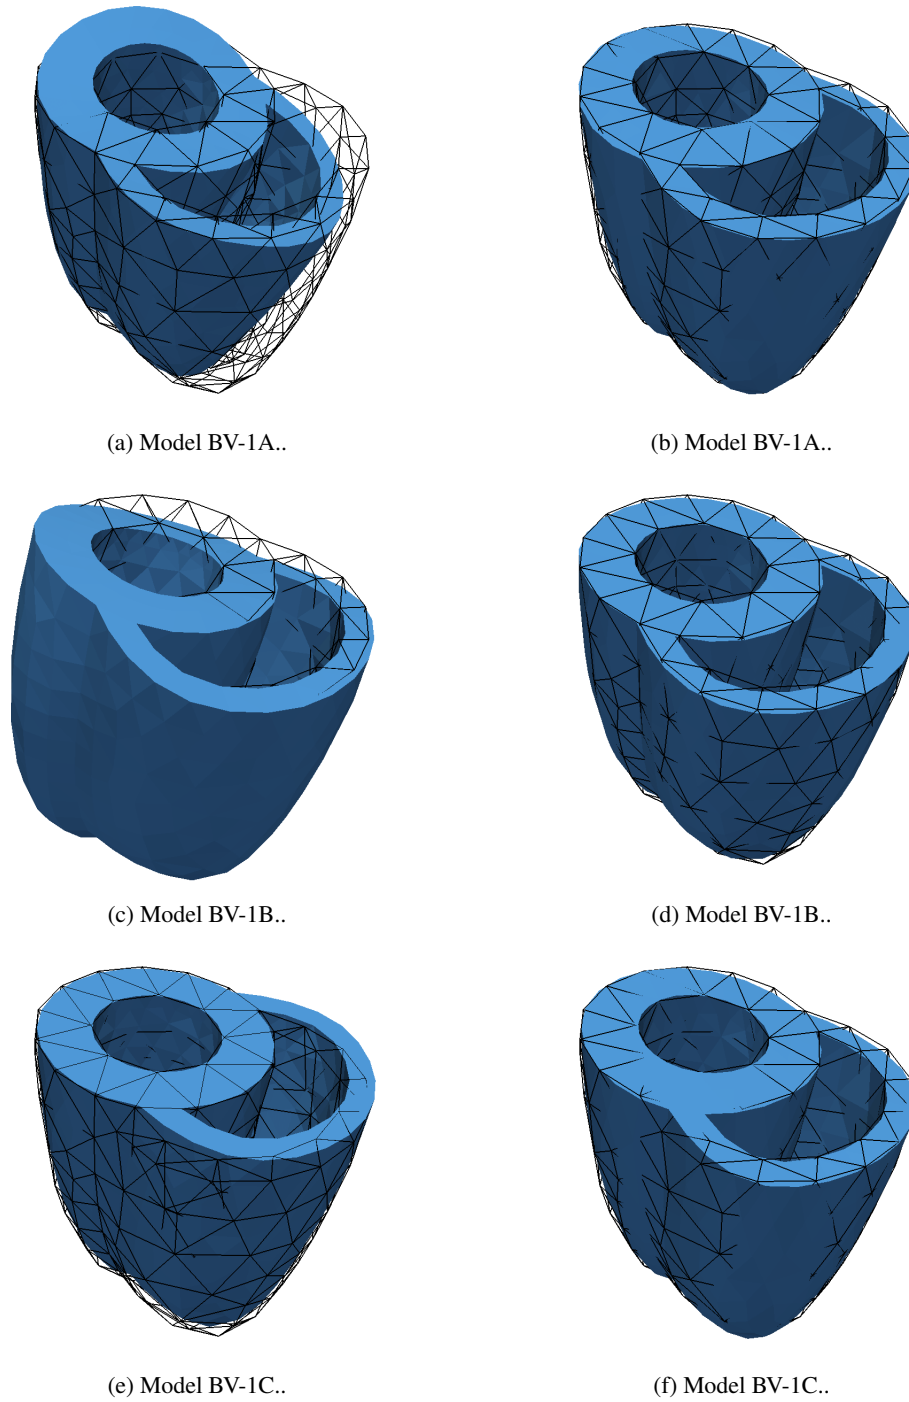 (a) Model BV-1A..
(b) Model BV-1A..
(c) Model BV-1B..
(d) Model BV-1B..
(e) Model BV-1C..
(f) Model BV-1C..